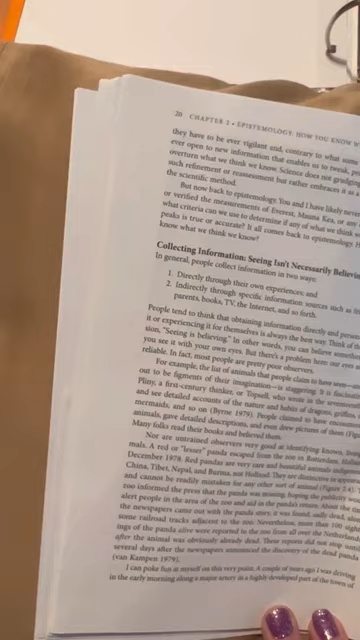 20 CHAPTER 2 • EPISTEMOLOGY: HOW YOU KNOW W
they have to be ever vigilant and, contrary to what some
ever open to new information that enables us to tweak,
overturn what we think we know. Science does not grudging
such refinement or reassessment but rather embraces it as
the scientific method.
But now back to epistemology. You and I have likely never
or verified the measurements of Everest, Mauna Kea, or any
what criteria can we use to determine if any of what we think we
peaks is true or accurate? It all comes back to epistemology. H
know what we think we know?
Collecting Information: Seeing Isn't Necessarily Believin
In general, people collect information in two ways:
1. Directly through their own experiences; and
2. Indirectly through specific information sources such as
parents, books, TV, the Internet, and so forth.
People tend to think that obtaining information directly and person
it or experiencing it for themselves is always the best way. Think of th
sion, "Seeing is believing." In other words, you can believe somet
you see it with your own eyes. But there's a problem here: our eyes
reliable. In fact, most people are pretty poor observers.
For example, the list of animals that people claim to have seen
out to be figments of their imagination—is staggering. It is fascinatin
Pliny, a first-century thinker, or Topsell, who wrote in the seventeenth
and see detailed accounts of the nature and habits of dragons, griffins,
mermaids, and so on (Byrne 1979). People claimed to have encountered
animals, gave detailed descriptions, and even drew pictures of them (Figu
Many folks read their books and believed them.
Nor are untrained observers very good at identifying known, living
mals. A red or "lesser" panda escaped from the zoo in Rotterdam, Holland
December 1978. Red pandas are very rare and beautiful animals indigen
China, Tibet, Nepal, and Burma, not Holland. They are distinctive in appear
and cannot be readily mistaken for any other sort of animal (Figure 2.4). T
zoo informed the press that the panda was missing, hoping the publicity wou
alert people in the area of the zoo and aid in the panda's return. About the tim
the newspapers came out with the panda story, it was found, sadly dead, along
some railroad tracks adjacent to the zoo. Nevertheless, more than 100 sight
ings of the panda alive were reported to the zoo from all over the Netherlands
after the animal was obviously already dead. These reports did not stop until
several days after the newspapers announced the discovery of the dead panda
(van Kampen 1979).
I can poke fun at myself on this very point. A couple of years ago I was driving
in the early morning along a major artery in a highly developed part of the town of